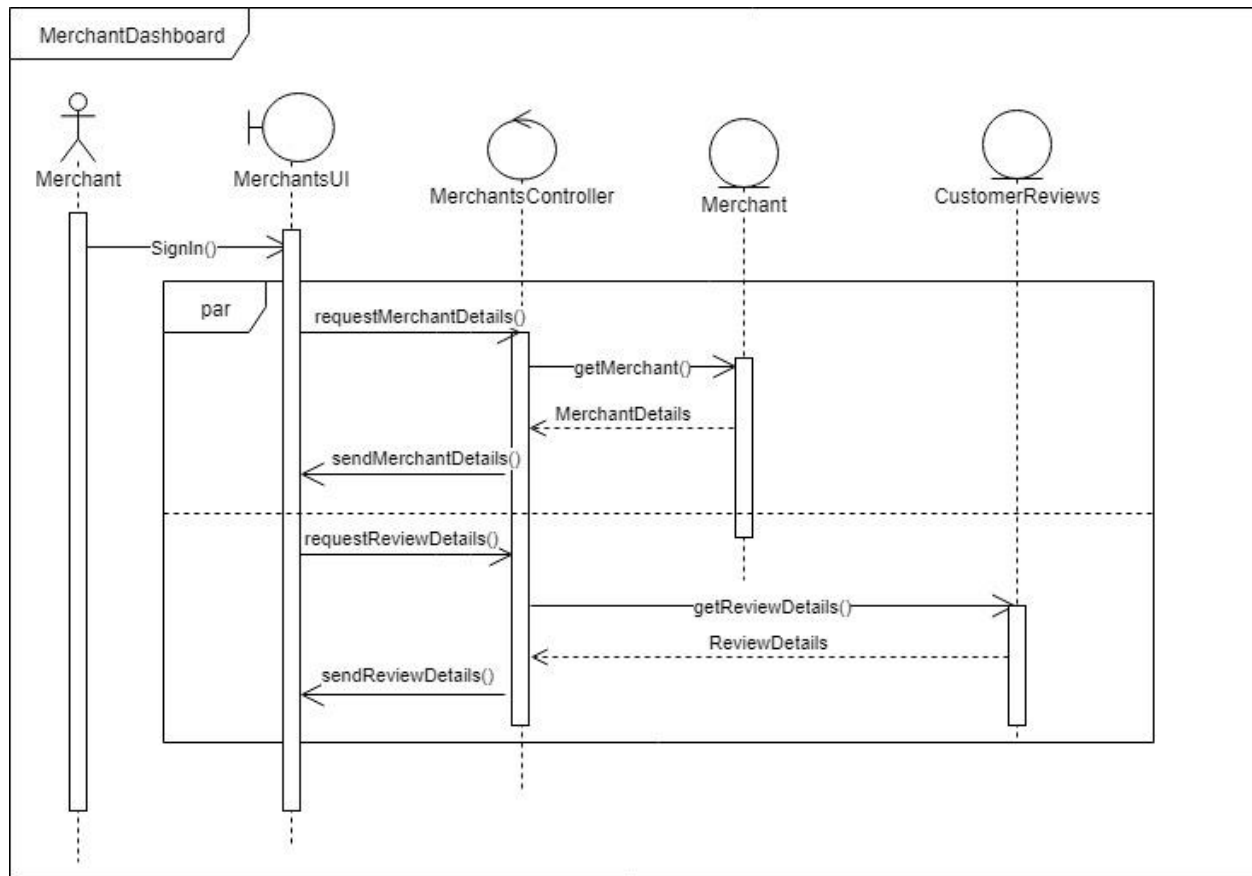 MerchantDashboard
Merchant
MerchantsUI
MerchantsController
Merchant
CustomerReviews
SignIn()
par
requestMerchantDetails()
getMerchant()
MerchantDetails
sendMerchantDetails()
requestReviewDetails()
getReviewDetails()
ReviewDetails
sendReviewDetails()